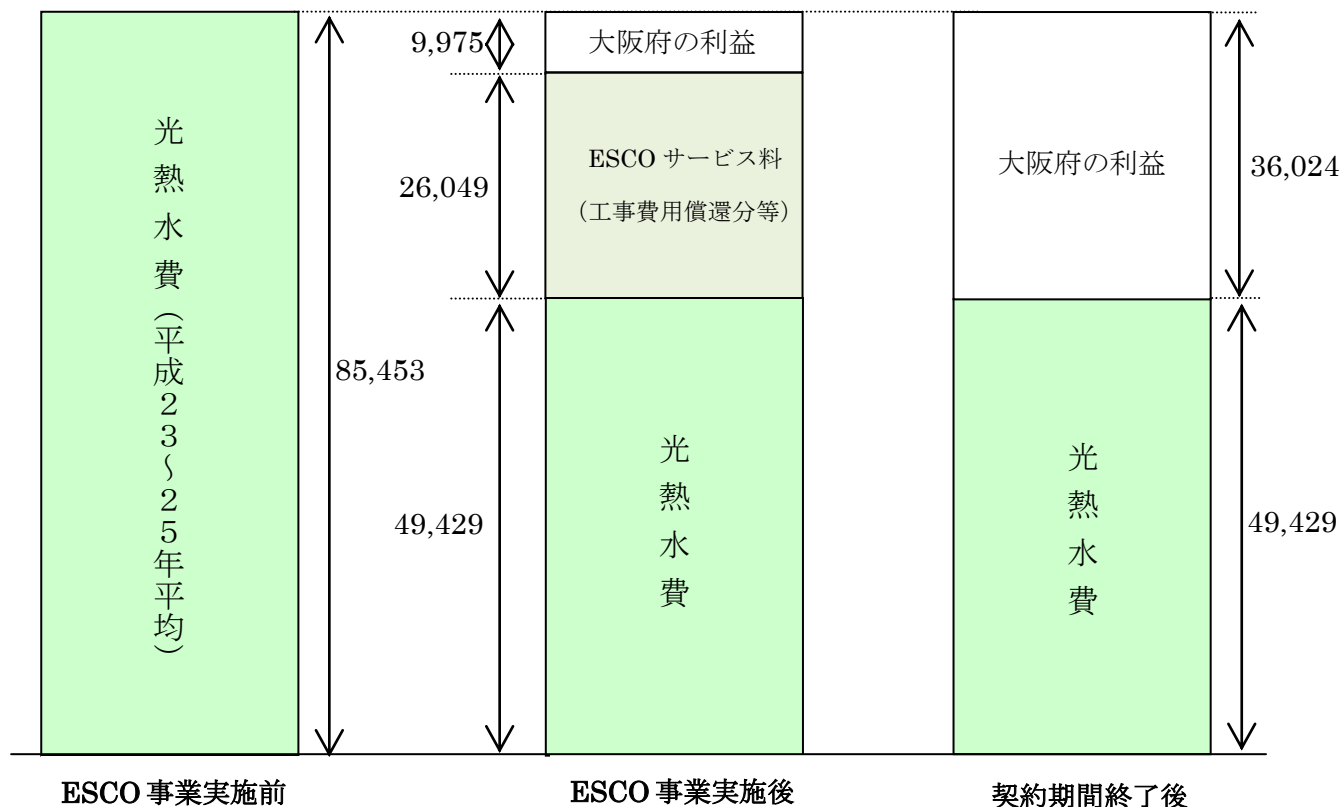 光熱水費（平成２３～２５年平均）
85,453
9,975
大阪府の利益
26,049
ESCO サービス料
（工事費用償還分等）
49,429
光熱水費
大阪府の利益
36,024
光熱水費
49,429
ESCO 事業実施前
ESCO 事業実施後
契約期間終了後